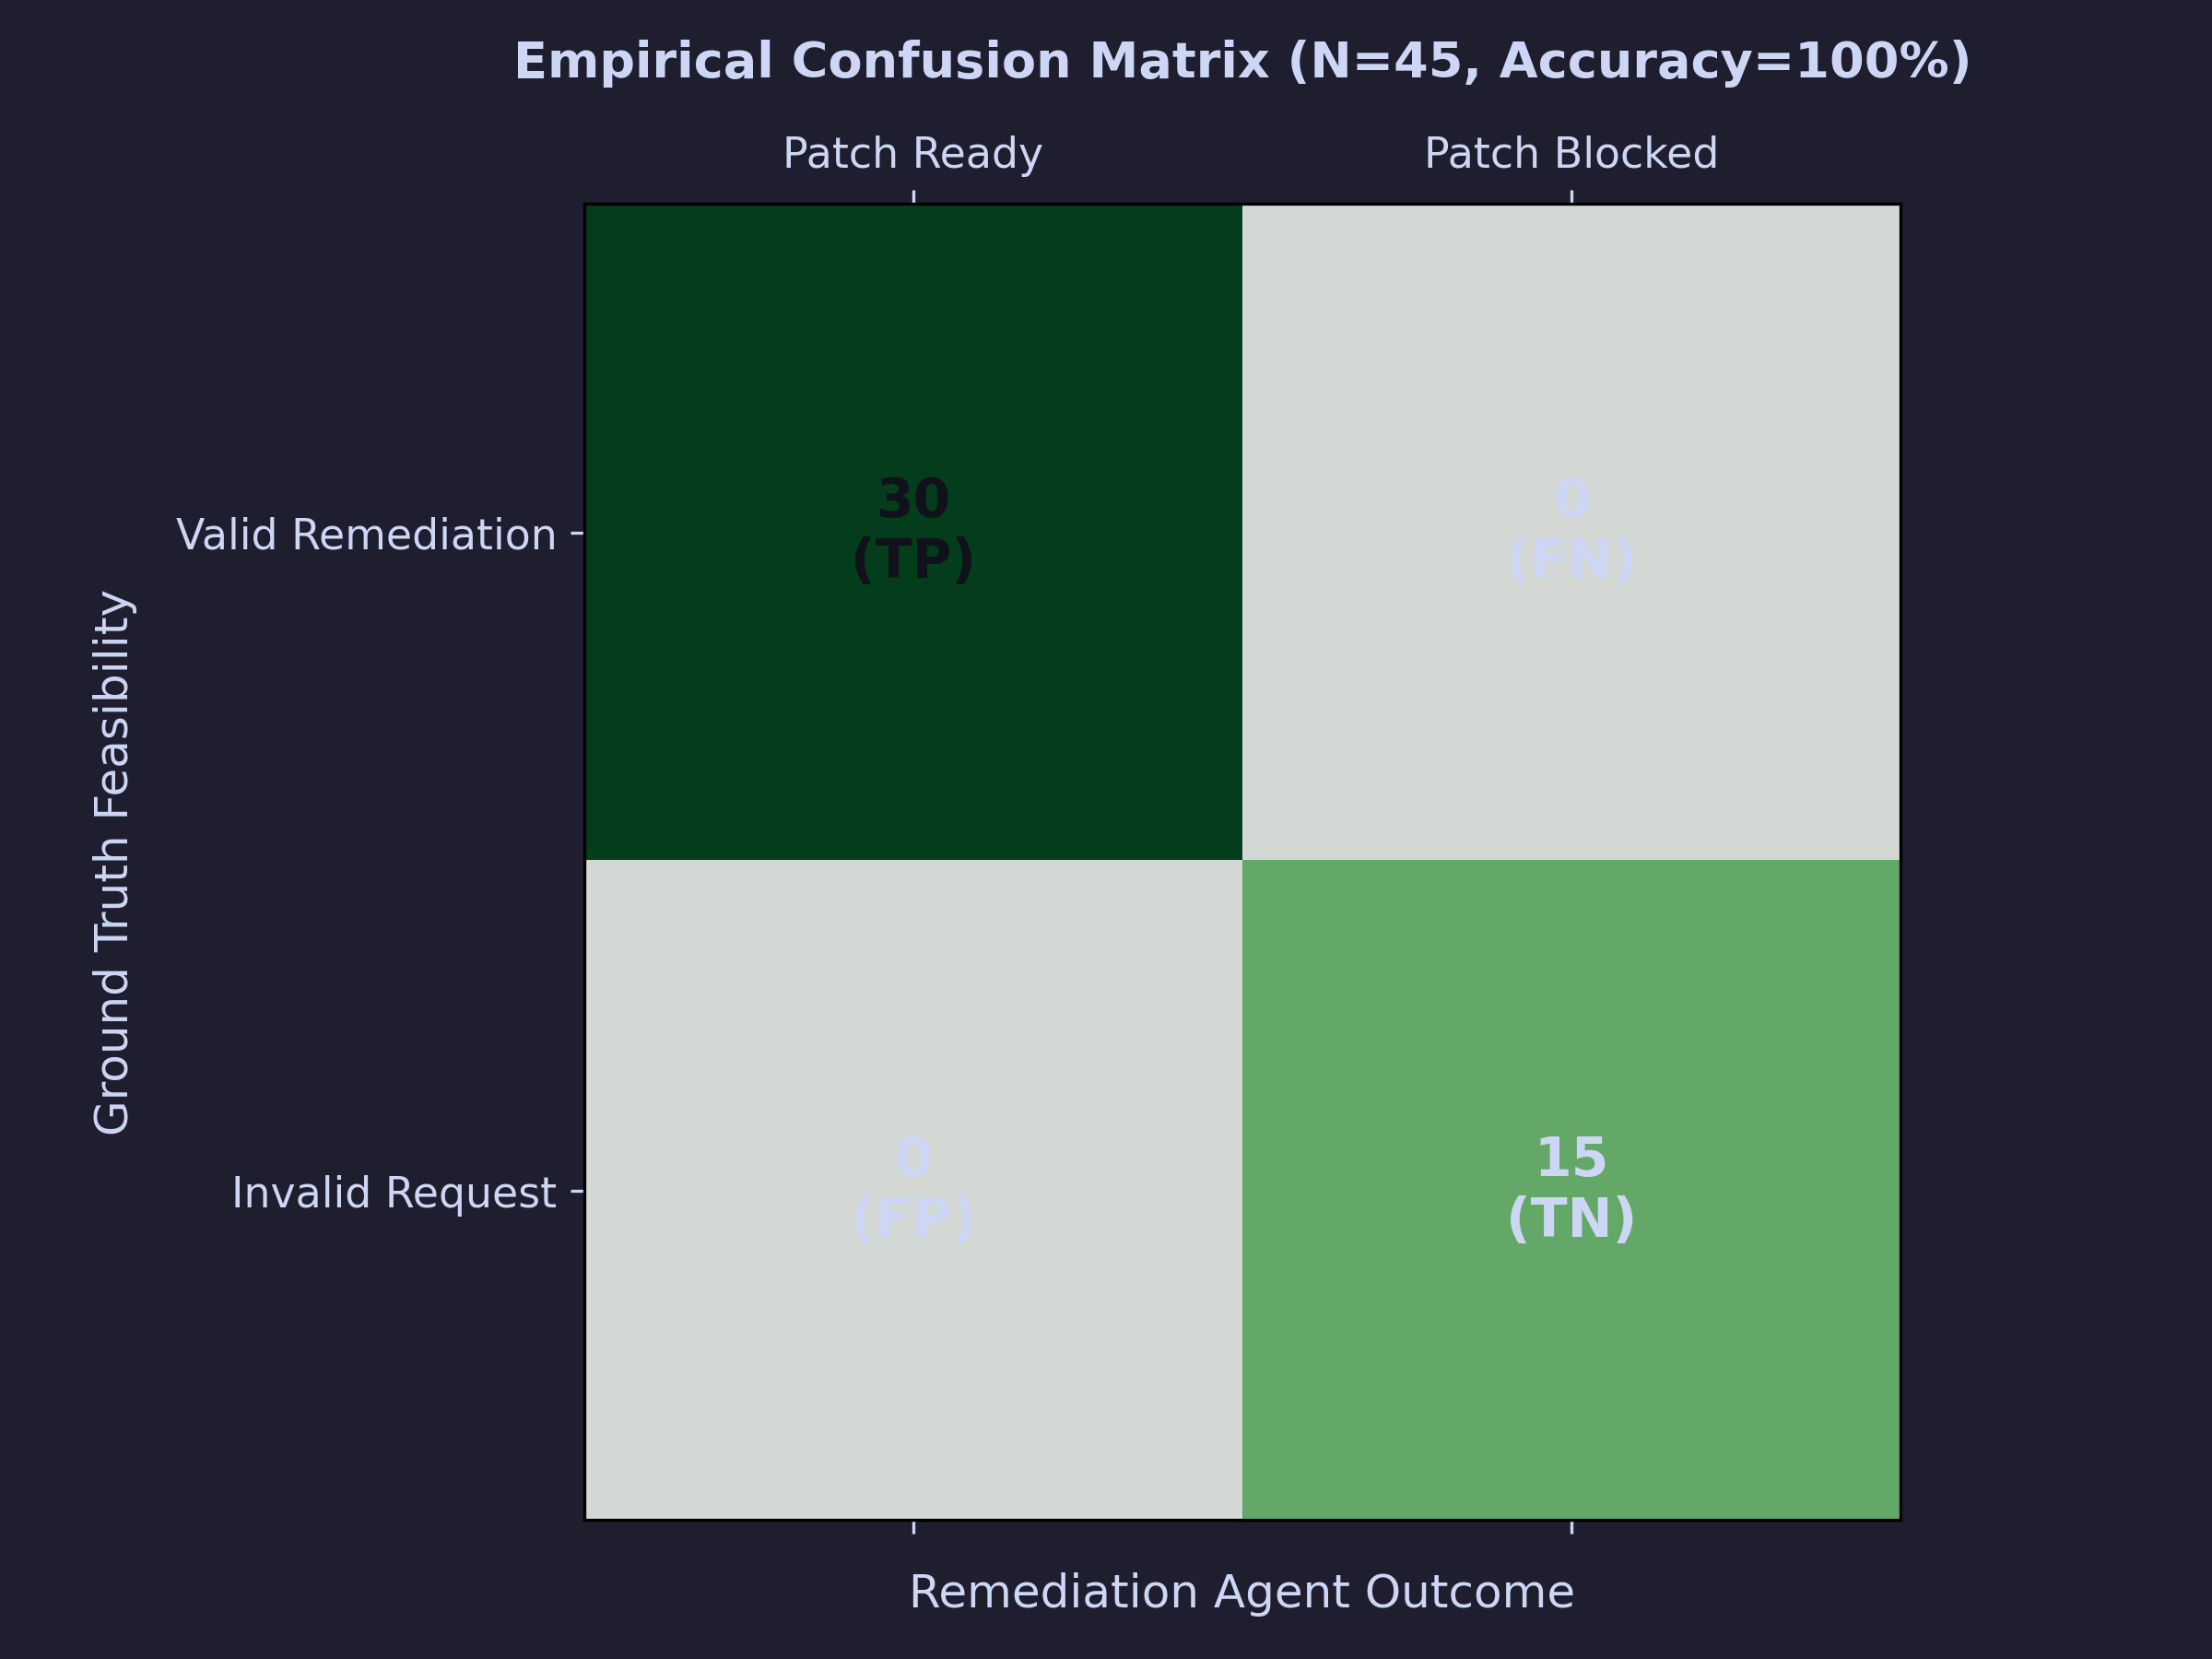 Empirical Confusion Matrix (N=45, Accuracy=100%)
Patch Ready
Patch Blocked
Ground Truth Feasibility
Valid Remediation
30
(TP)
0
(FN)
Invalid Request
0
(FP)
15
(TN)
Remediation Agent Outcome